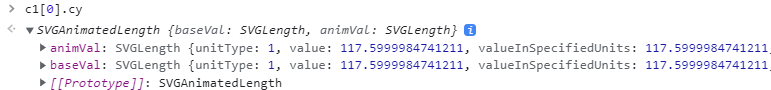 > c1[0].cy
<· ▼SVGAnimatedLength {baseVal: SVGLength, animVal: SVGLength} i
▶ animVal: SVGLength {unitType: 1, value: 117.5999984741211, valueInSpecifiedUnits: 117.5999984741211,
▶ baseVal: SVGLength {unitType: 1, value: 117.5999984741211, valueInSpecifiedUnits: 117.5999984741211,
▶ [[Prototype]]: SVGAnimatedLength